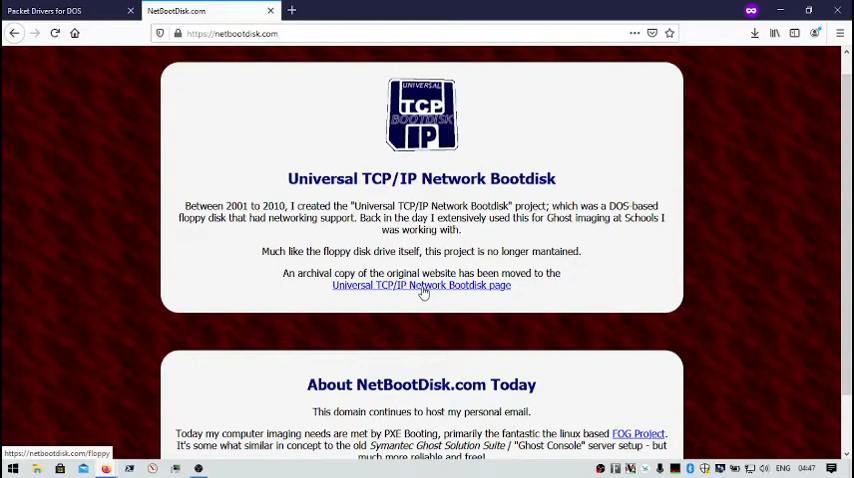 Packet Drivers for DOS
NetBootDisk.com
https://netbootdisk.com
UNIVERSAL
TCP
BOOTDISK
IP
Universal TCP/IP Network Bootdisk
Between 2001 to 2010, I created the "Universal TCP/IP Network Bootdisk" project; which was a DOS-based
floppy disk that had networking support. Back in the day I extensively used this for Ghost imaging at Schools I
was working with.
Much like the floppy disk drive itself, this project is no longer mantained.
An archival copy of the original website has been moved to the
Universal TCP/IP Network Bootdisk page
About NetBootDisk.com Today
This domain continues to host my personal email.
Today my computer imaging needs are met by PXE Booting, primarily the fantastic the linux based FOG Project.
It's some what similar in concept to the old Symantec Ghost Solution Suite / "Ghost Console" server setup - but
much more reliable and free!
https://netbootdisk.com/floppy
ENG
04:47